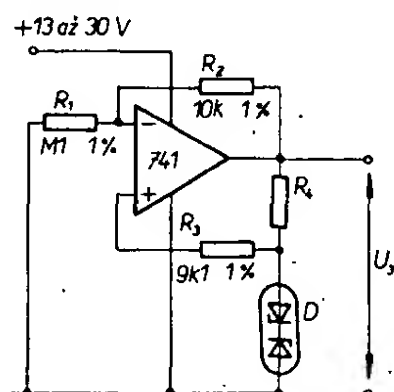 +13 až 30 V
R₂
10k 1%
R₁
M1 1%
−
741
+
R₄
R₃
9k1 1%
D
U₃